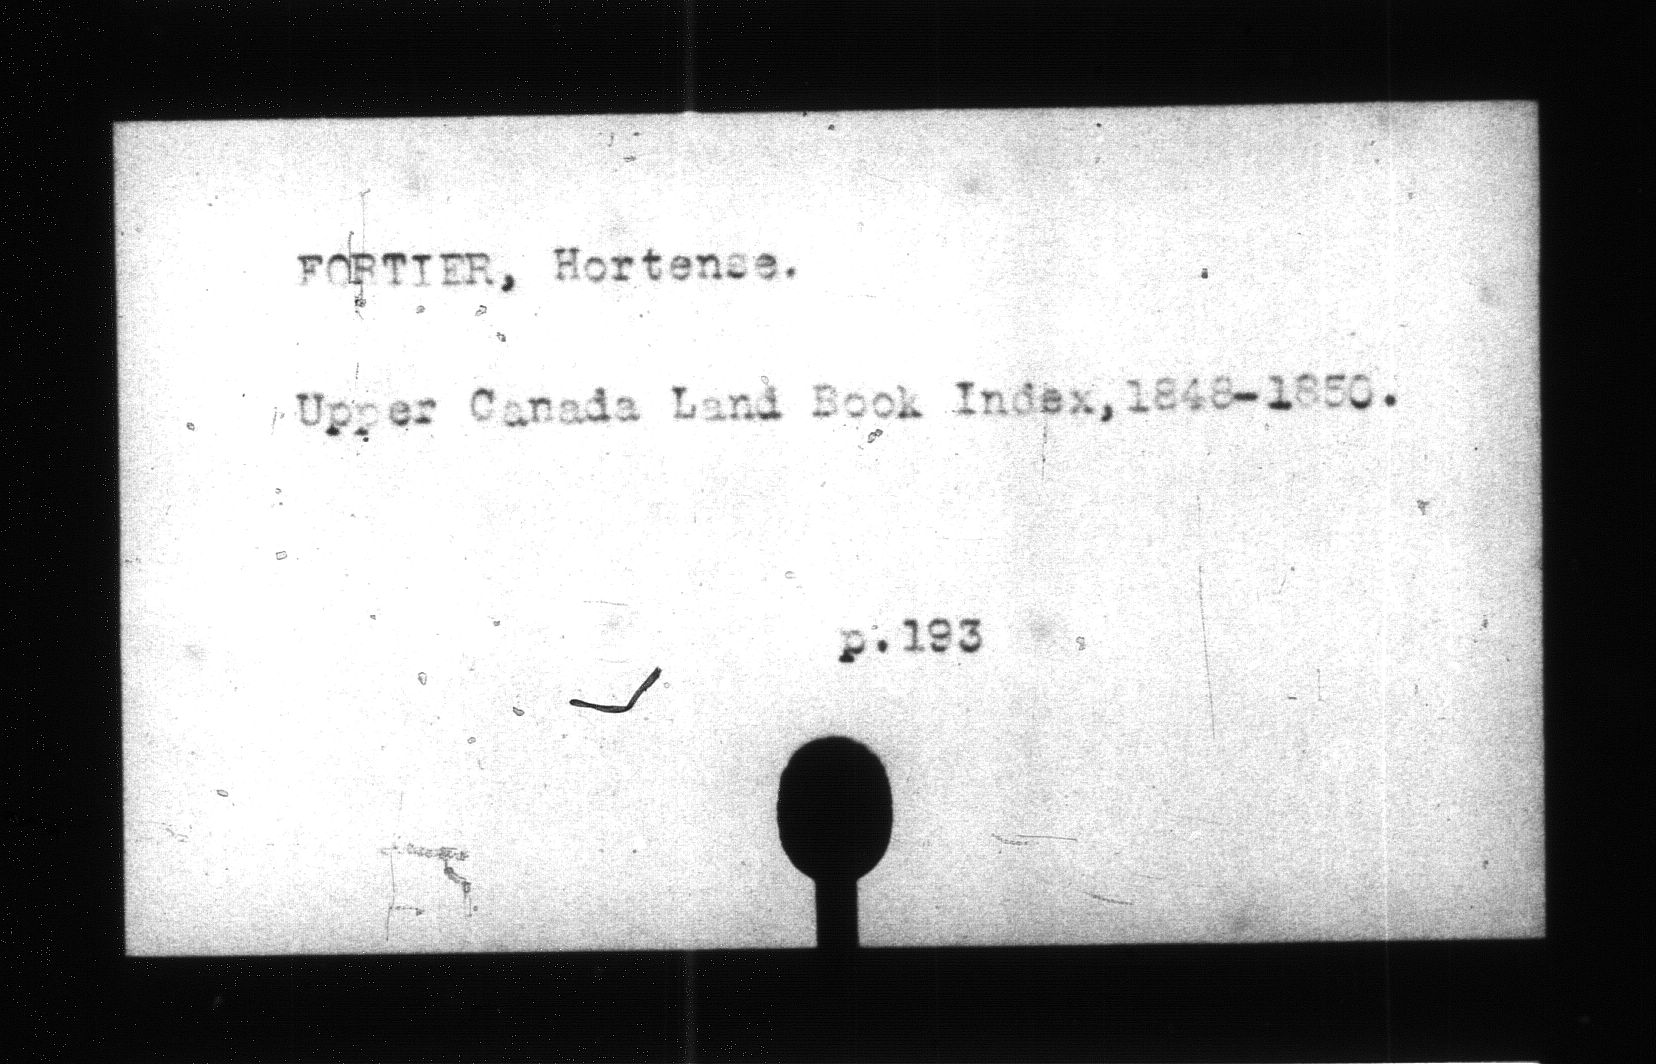 FORTIER, Hortense.
Upper Canada Land Book Index,1848-1850.
p.193